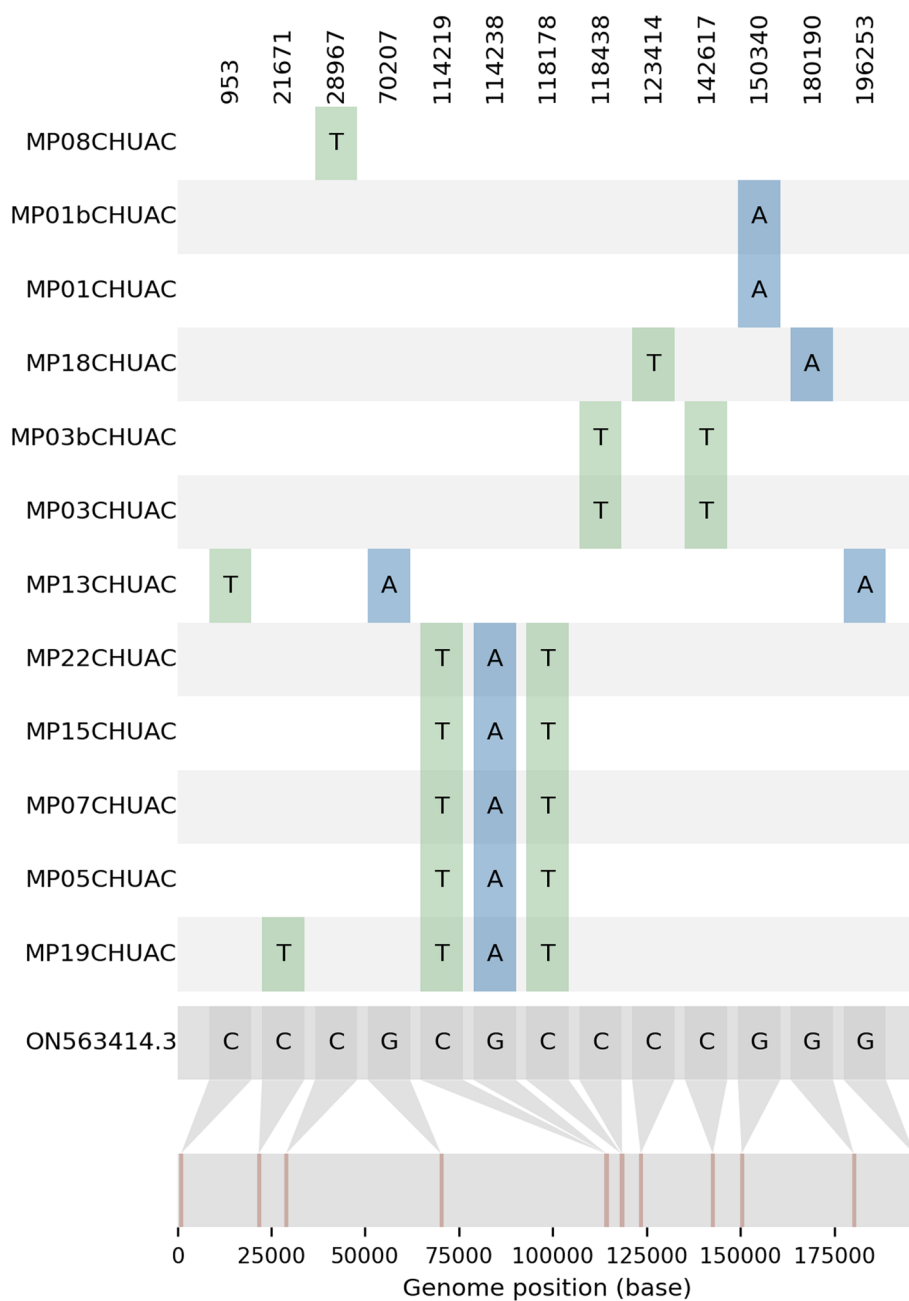 953 21671 28967 70207 114219 114238 118178 118438 123414 142617 150340 180190 196253
MP08CHUAC T
MP01bCHUAC A
MP01CHUAC A
MP18CHUAC T A
MP03bCHUAC T T
MP03CHUAC T T
MP13CHUAC T A A
MP22CHUAC T A T
MP15CHUAC T A T
MP07CHUAC T A T
MP05CHUAC T A T
MP19CHUAC T T A T
ON563414.3 C C C G C G C C C C G G G
0 25000 50000 75000 100000 125000 150000 175000
Genome position (base)